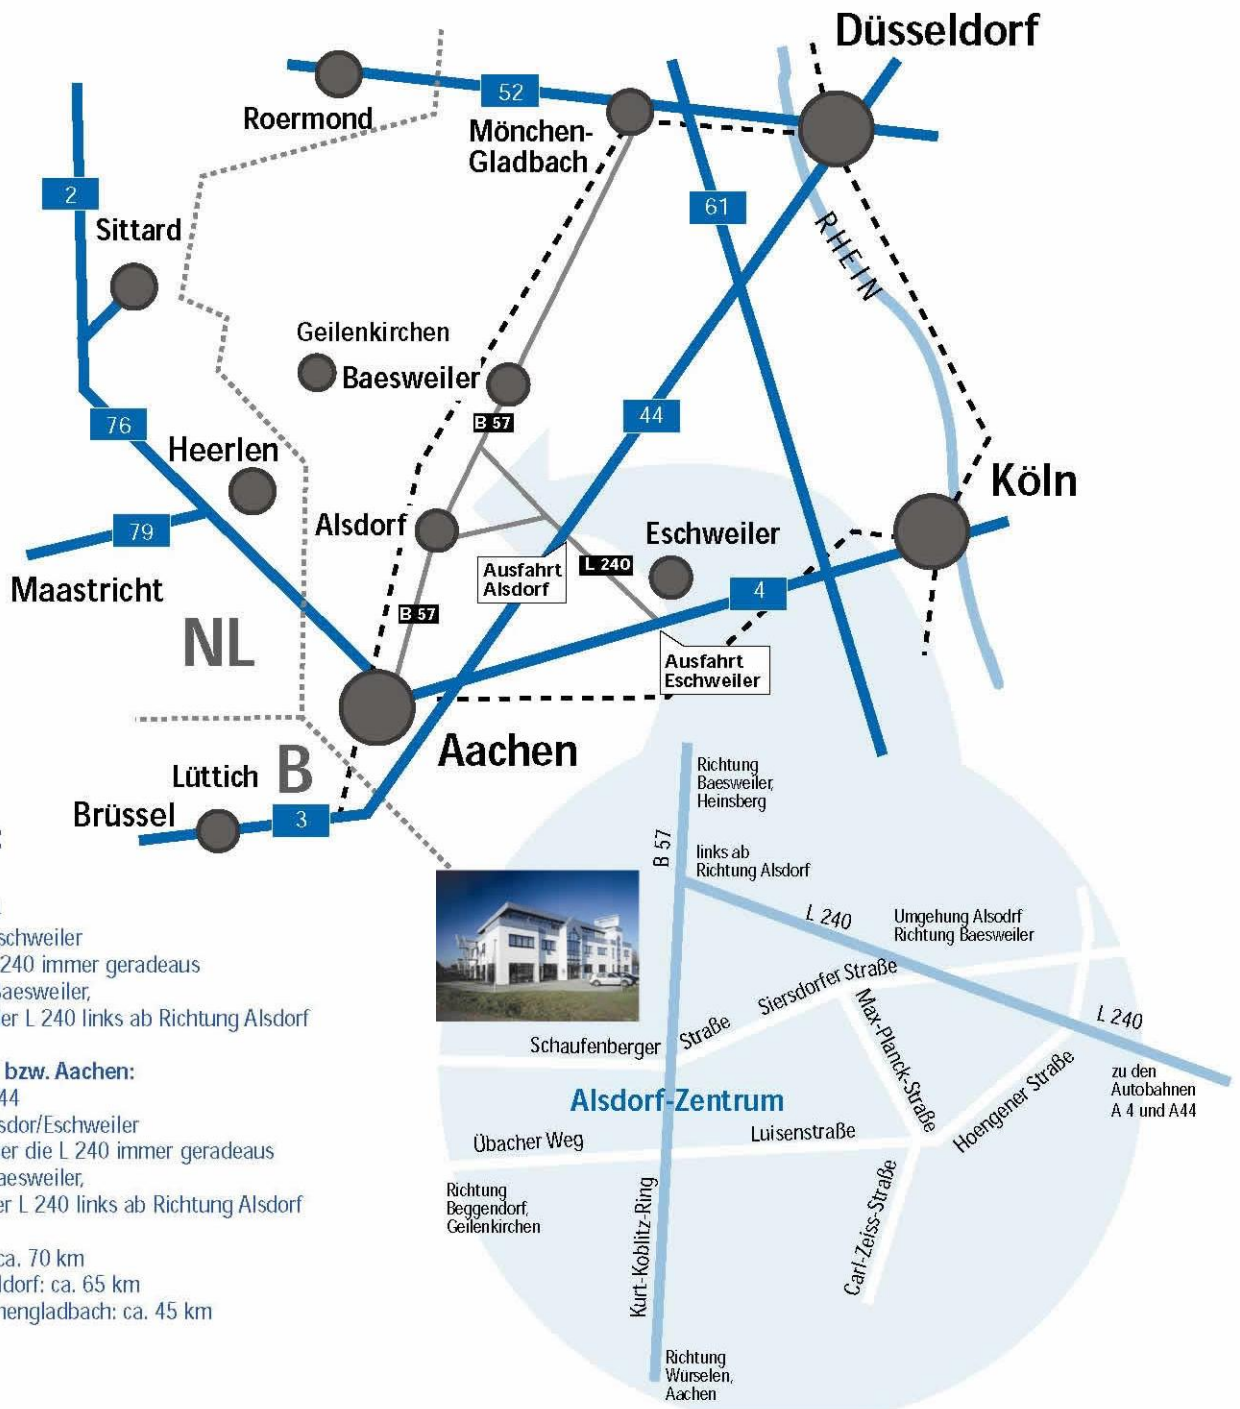 Düsseldorf
52
Roermond
Mönchen-
Gladbach
2
61
Sittard
RHEIN
Geilenkirchen
Baesweiler
44
B 57
76
Heerlen
Köln
79
Alsdorf
Eschweiler
Ausfahrt
Alsdorf
L 240
4
Maastricht
B 57
NL
Ausfahrt
Eschweiler
Aachen
B
Lüttich
Brüssel
3
schweiler
240 immer geradeaus
Baesweiler,
er L 240 links ab Richtung Alsdorf
bzw. Aachen:
44
sdor/Eschweiler
er die L 240 immer geradeaus
aesweiler,
er L 240 links ab Richtung Alsdorf
ca. 70 km
ldorf: ca. 65 km
hengladbach: ca. 45 km
Richtung
Baesweiler,
Heinsberg
B 57
links ab
Richtung Alsdorf
L 240
Umgehung Alsodrf
Richtung Baesweiler
Siersdorfer Straße
Schaufenberger Straße
Max-Planck-Straße
L 240
zu den
Autobahnen
A 4 und A44
Hoengener Straße
Alsdorf-Zentrum
Übacher Weg
Luisenstraße
Richtung
Beggendorf,
Geilenkirchen
Kurt-Koblitz-Ring
Carl-Zeiss-Straße
Richtung
Würselen,
Aachen